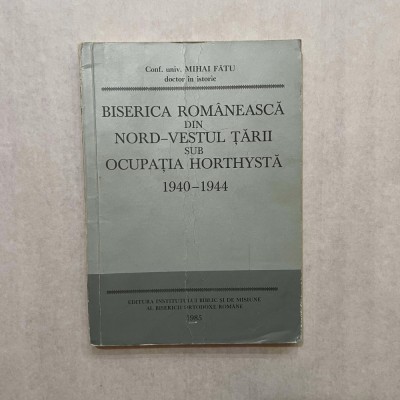 Conf. univ. MIHAI FĂTU
doctor în istorie
BISERICA ROMÂNEASCĂ
DIN
NORD-VESTUL ȚĂRII
SUB
OCUPAȚIA HORTHYSTĂ
1940–1944
EDITURA INSTITUTULUI BIBLIC ȘI DE MISIUNE
AL BISERICII ORTODOXE ROMÂNE
1985